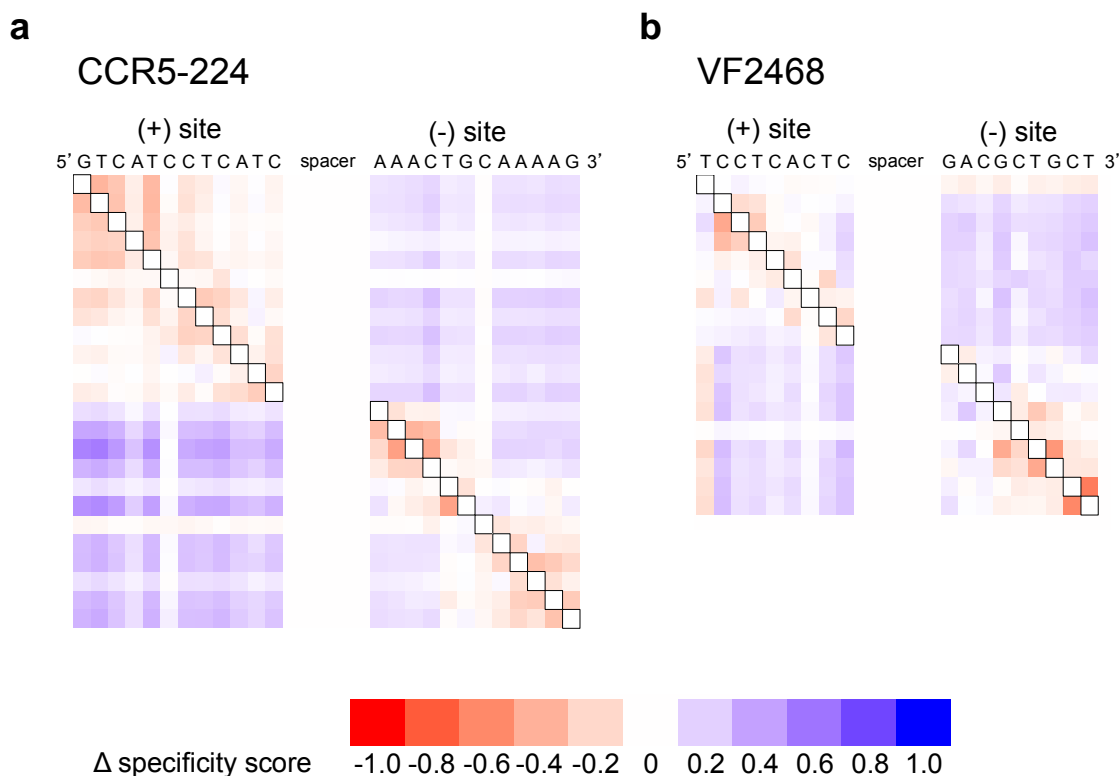 a
CCR5-224
(+) site
(-) site
5’ G T C A T C C T C A T C spacer A A A C T G C A A A A G 3’
b
VF2468
(+) site
(-) site
5’ T C C T C A C T C spacer G A C G C T G C T 3’
Δ specificity score -1.0 -0.8 -0.6 -0.4 -0.2 0 0.2 0.4 0.6 0.8 1.0